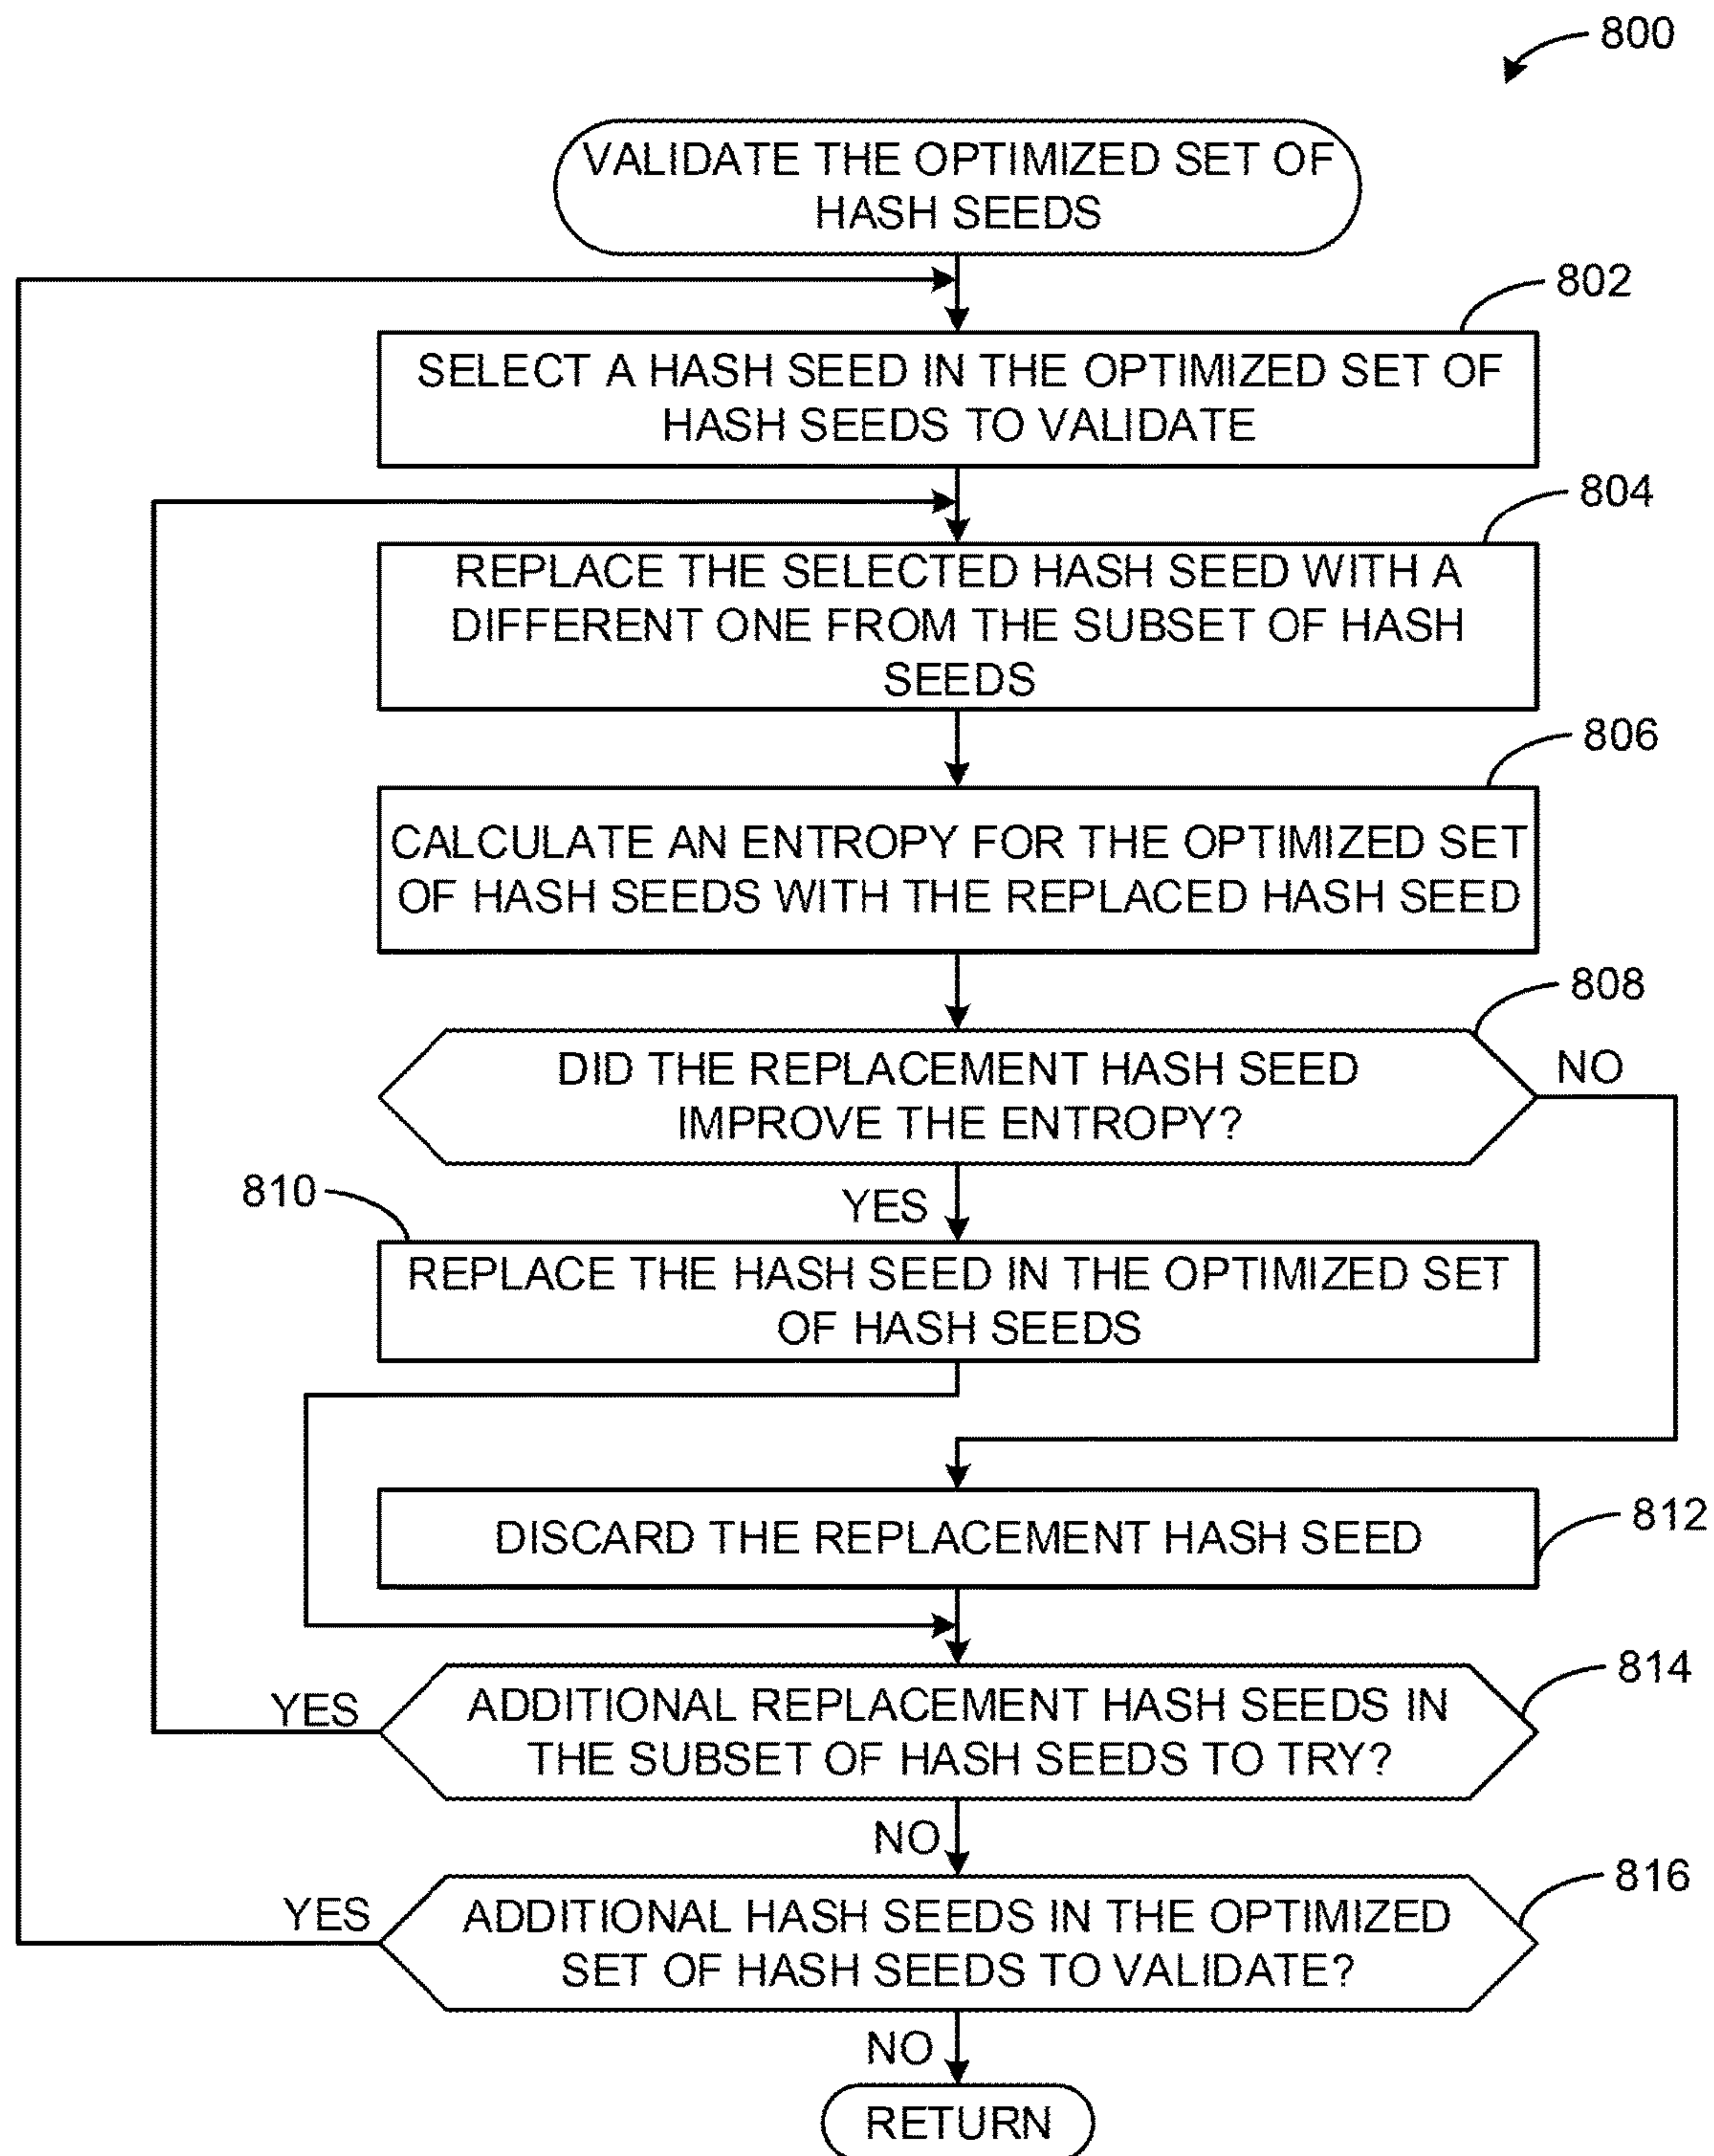 800
VALIDATE THE OPTIMIZED SET OF
HASH SEEDS
802
SELECT A HASH SEED IN THE OPTIMIZED SET OF
HASH SEEDS TO VALIDATE
804
REPLACE THE SELECTED HASH SEED WITH A
DIFFERENT ONE FROM THE SUBSET OF HASH
SEEDS
806
CALCULATE AN ENTROPY FOR THE OPTIMIZED SET
OF HASH SEEDS WITH THE REPLACED HASH SEED
808
DID THE REPLACEMENT HASH SEED
IMPROVE THE ENTROPY?
NO
YES
810
REPLACE THE HASH SEED IN THE OPTIMIZED SET
OF HASH SEEDS
812
DISCARD THE REPLACEMENT HASH SEED
814
ADDITIONAL REPLACEMENT HASH SEEDS IN
THE SUBSET OF HASH SEEDS TO TRY?
YES
NO
816
ADDITIONAL HASH SEEDS IN THE OPTIMIZED
SET OF HASH SEEDS TO VALIDATE?
YES
NO
RETURN